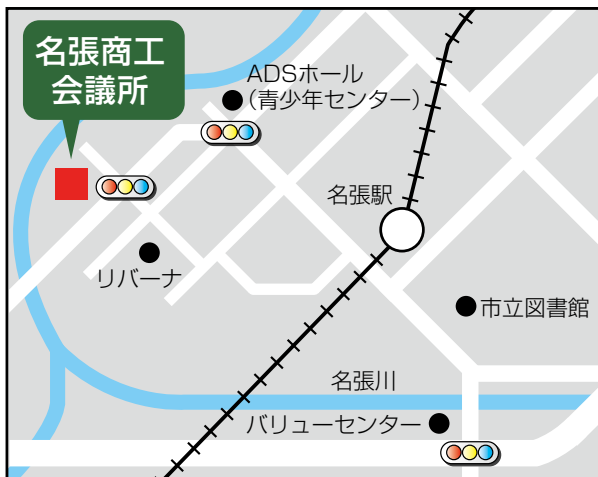 名張商工
会議所
ADSホール
(青少年センター)
名張駅
リバーナ
市立図書館
名張川
バリューセンター